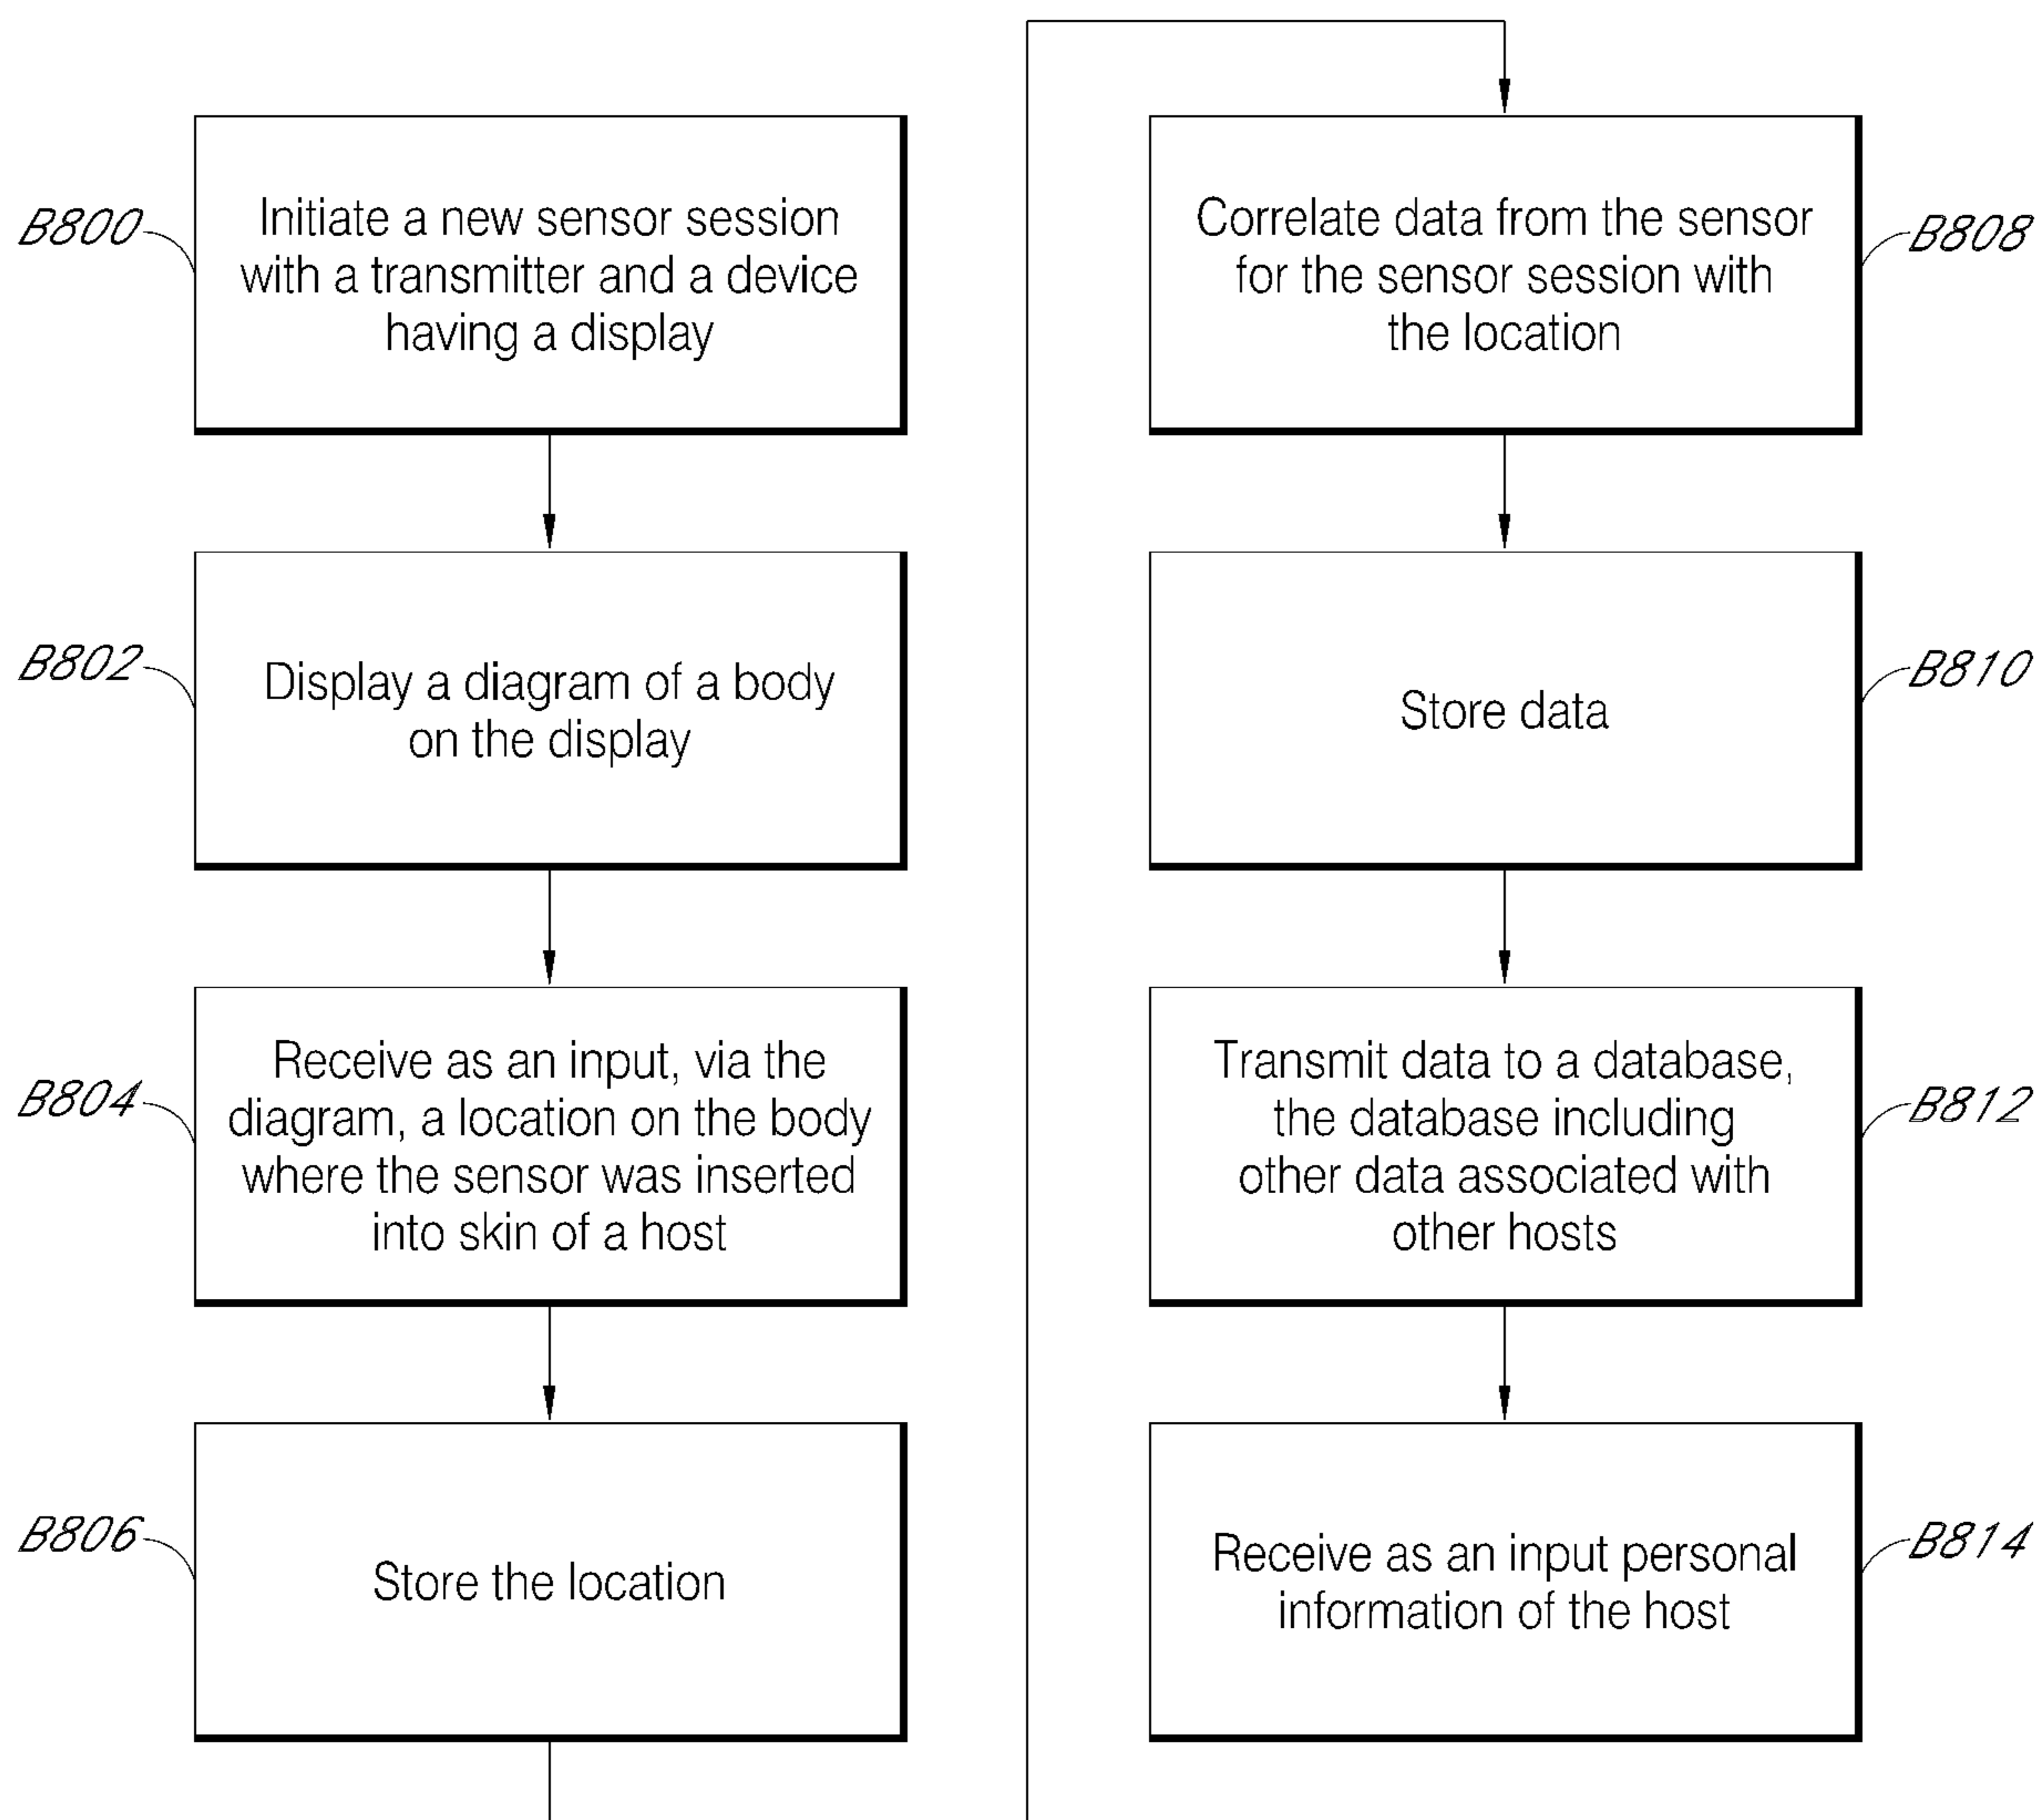 B800
Initiate a new sensor session
with a transmitter and a device
having a display
B802
Display a diagram of a body
on the display
B804
Receive as an input, via the
diagram, a location on the body
where the sensor was inserted
into skin of a host
B806
Store the location
Correlate data from the sensor
for the sensor session with
the location
B808
Store data
B810
Transmit data to a database,
the database including
other data associated with
other hosts
B812
Receive as an input personal
information of the host
B814